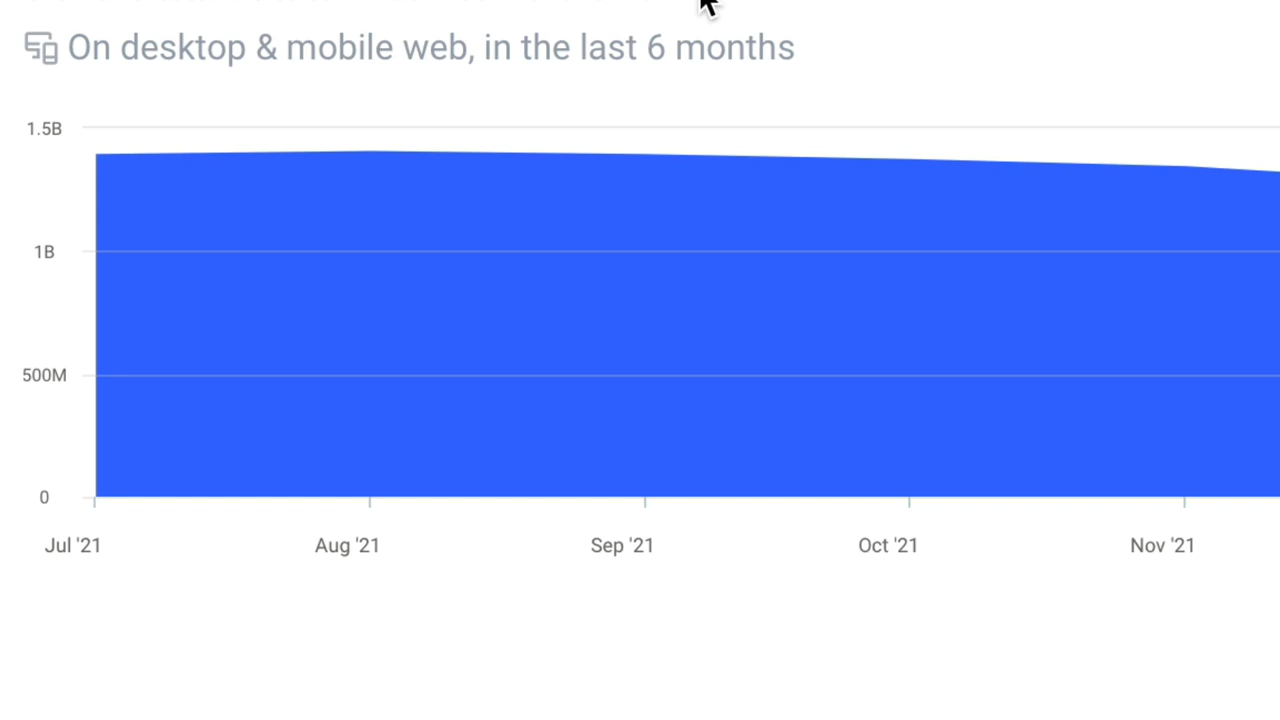 On desktop & mobile web, in the last 6 months
1.5B
1B
500M
0
Jul '21
Aug '21
Sep '21
Oct '21
Nov '21